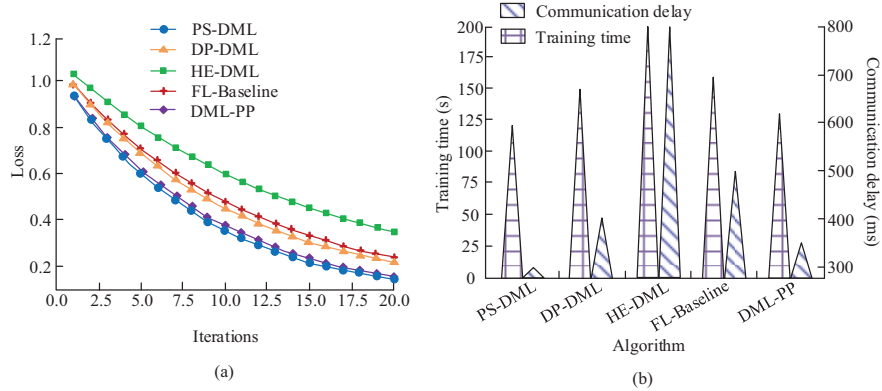 (a)
PS-DML
DP-DML
HE-DML
FL-Baseline
DML-PP
1.2
1.0
0.8
0.6
0.4
0.2
Loss
0.0 2.5 5.0 7.5 10.0 12.5 15.0 17.5 20.0
Iterations
(a)
Communication delay
Training time
200
175
150
125
100
75
50
25
0
Training time (s)
800
700
600
500
400
300
Communication delay (ms)
PS-DML DP-DML HE-DML FL-Baseline DML-PP
Algorithm
(b)